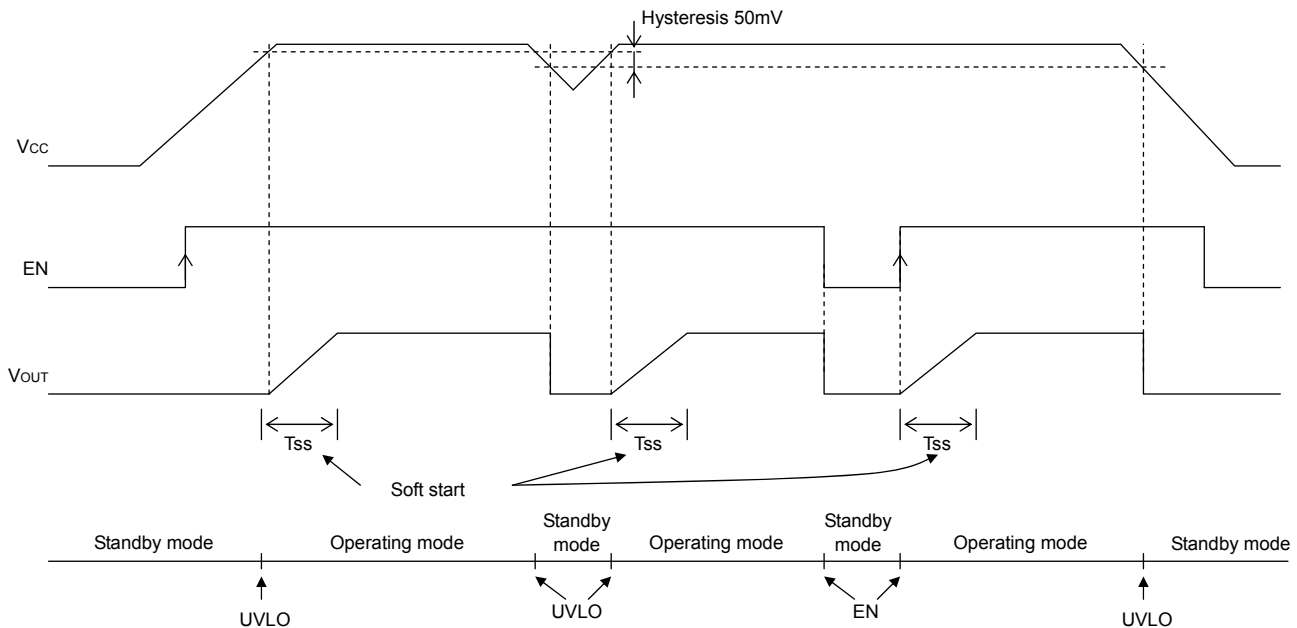 Hysteresis 50mV
VCC
EN
VOUT
Tss
Tss
Tss
Soft start
Standby mode
Operating mode
Standby
mode
Operating mode
Standby
mode
Operating mode
Standby mode
UVLO
UVLO
EN
UVLO